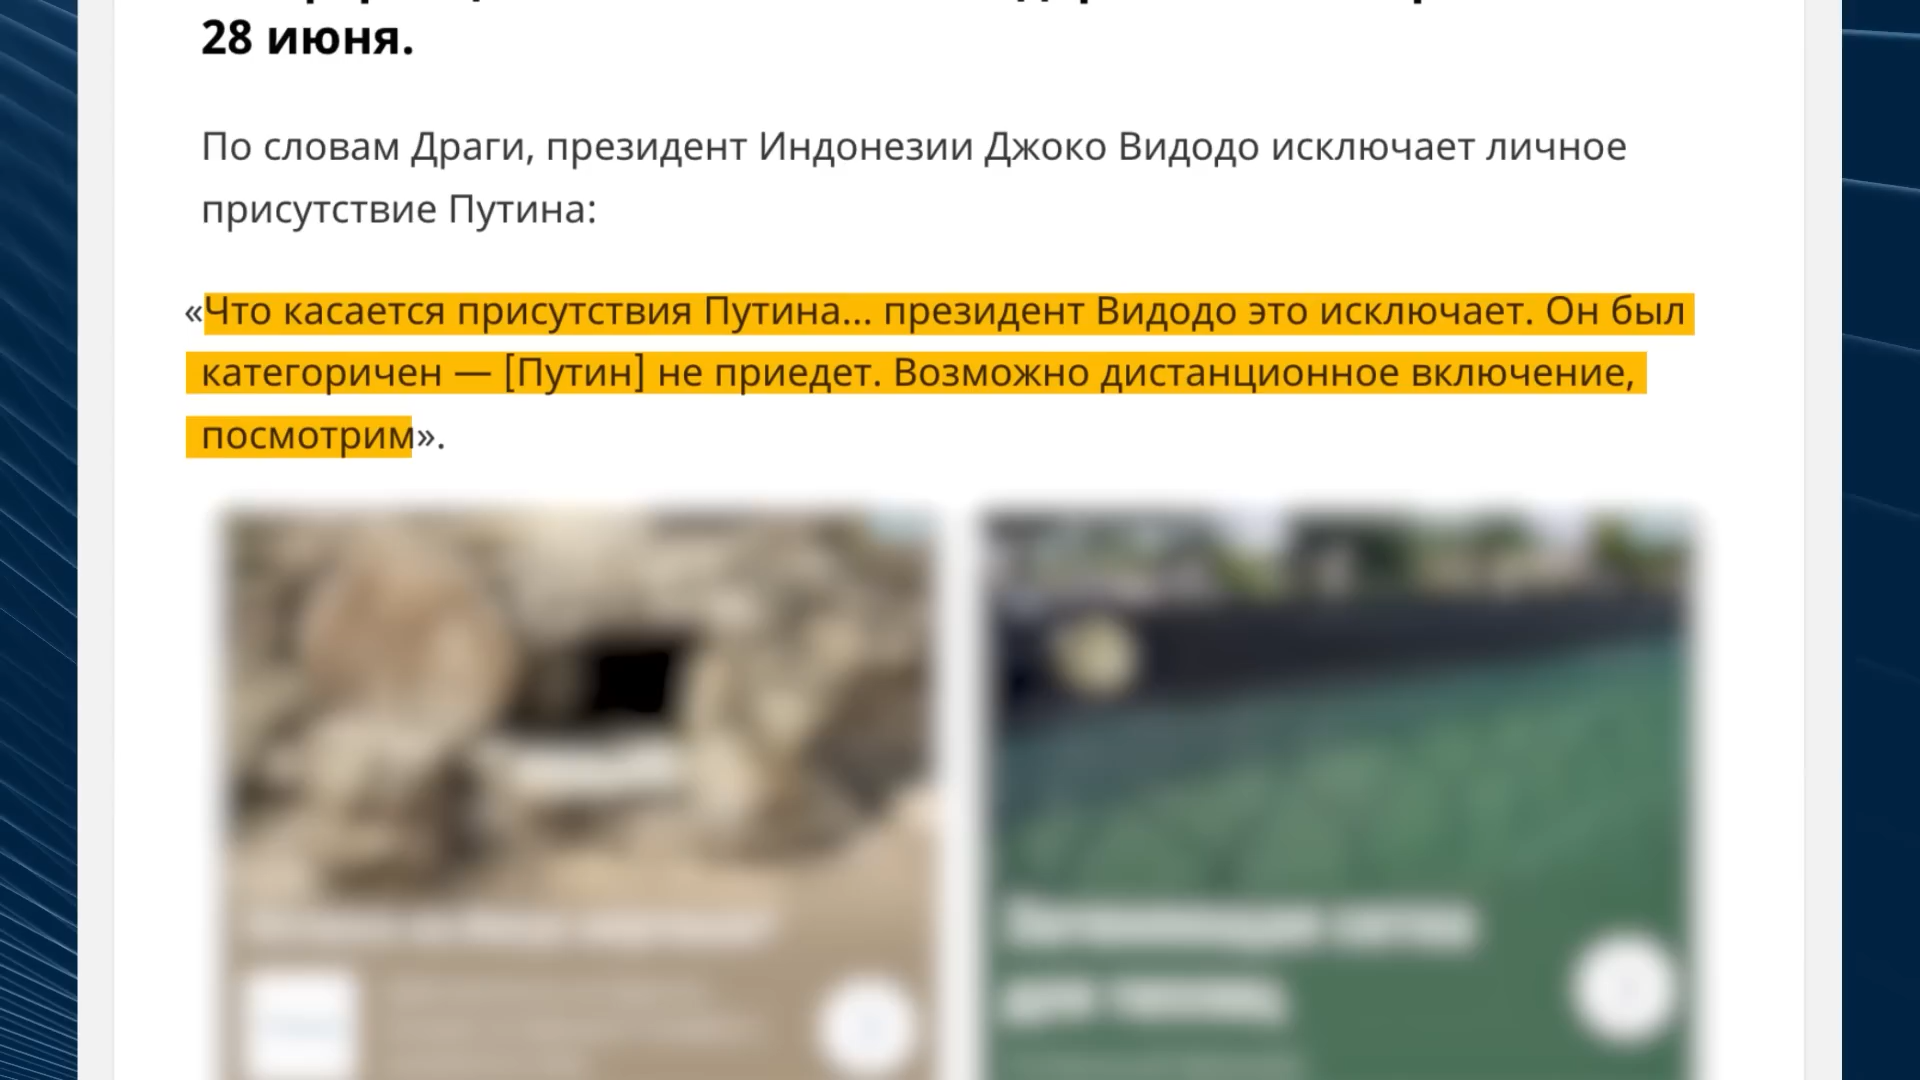 28 июня.
По словам Драги, президент Индонезии Джоко Видодо исключает личное
присутствие Путина:
«Что касается присутствия Путина... президент Видодо это исключает. Он был
категоричен — [Путин] не приедет. Возможно дистанционное включение,
посмотрим».